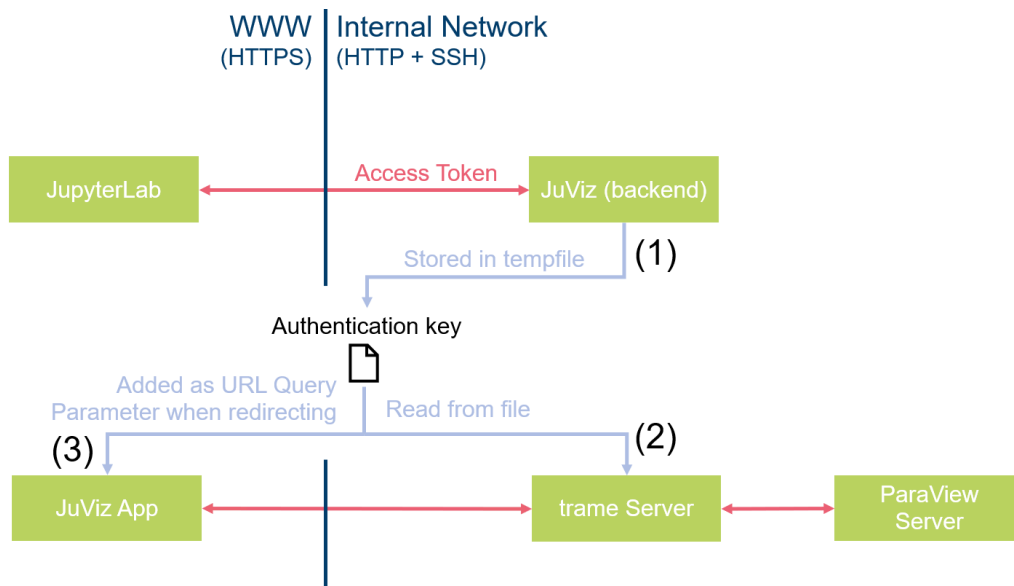 WWW
(HTTPS)
Internal Network
(HTTP + SSH)
JupyterLab
Access Token
JuViz (backend)
Stored in tempfile
(1)
Authentication key
Added as URL Query
Parameter when redirecting
Read from file
(3)
(2)
JuViz App
trame Server
ParaView
Server